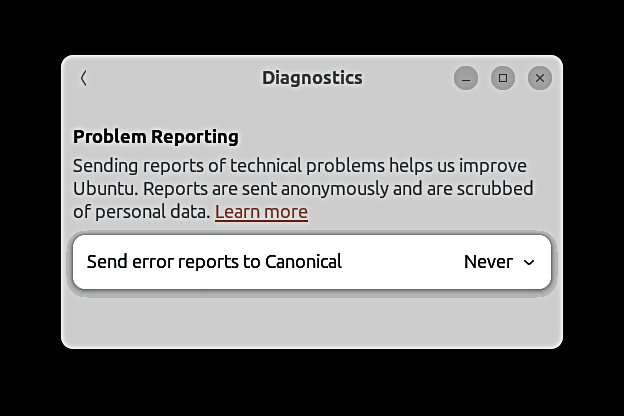 Diagnostics
Problem Reporting
Sending reports of technical problems helps us improve
Ubuntu. Reports are sent anonymously and are scrubbed
of personal data. Learn more
Send error reports to Canonical Never